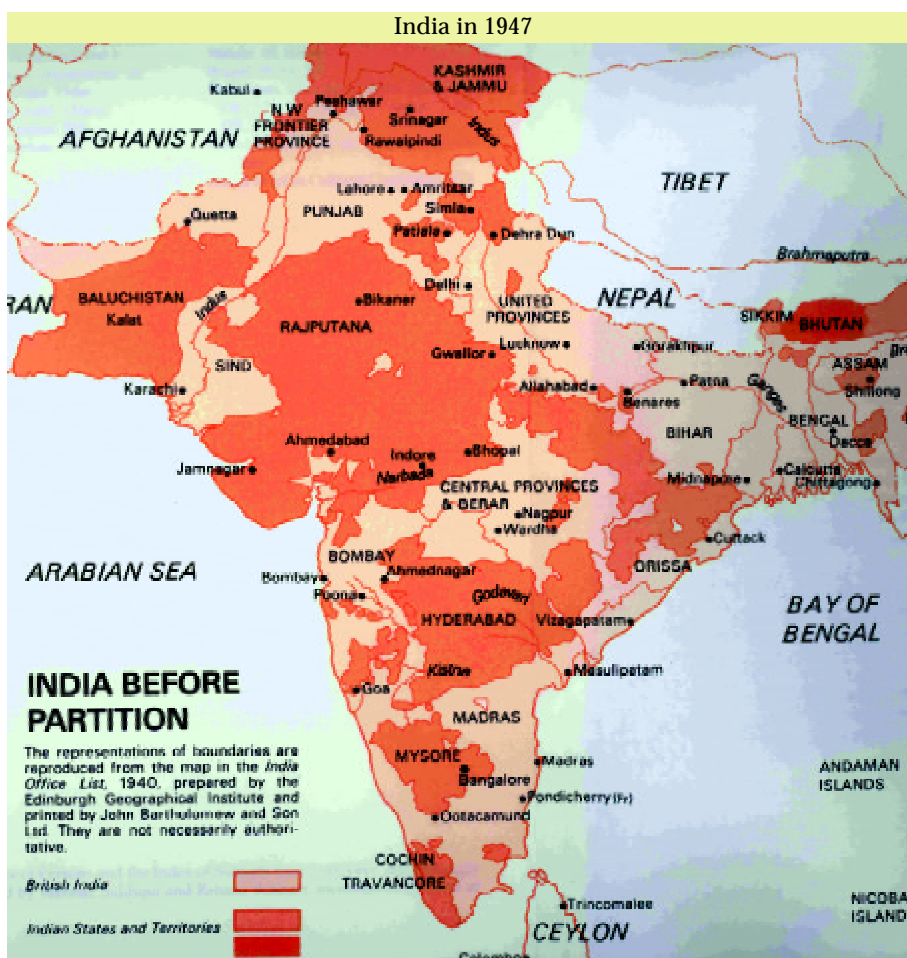 India in 1947
KASHMIR
& JAMMU
Kabul
Peshawar
N W
FRONTIER
PROVINCE
Srinagar
Indus
Rawalpindi
AFGHANISTAN
TIBET
Lahore
Amritsar
Simla
PUNJAB
Quetta
Patiala
Dehra Dun
Brahmaputra
Delhi
RAN
BALUCHISTAN
Kalat
Indus
Bikaner
UNITED
PROVINCES
NEPAL
SIKKIM
BHUTAN
RAJPUTANA
Lucknow
Gorakhpur
Gwalior
SIND
ASSAM
Shillong
Karachi
Allahabad
Benares
Patna
Ganges
BENGAL
Dacca
BIHAR
Ahmedabad
Indore
Bhopal
Jamnagar
Narbada
CENTRAL PROVINCES
& BERAR
Midnapore
Calcutta
Chittagong
Nagpur
Wardha
Cuttack
BOMBAY
ORISSA
ARABIAN SEA
Bombay
Ahmednagar
Poona
Godavari
HYDERABAD
Vizagapatam
BAY OF
BENGAL
Kistna
Masulipatam
INDIA BEFORE
PARTITION
Goa
MADRAS
The representations of boundaries are
reproduced from the map in the India
Office List, 1940, prepared by the
Edinburgh Geographical Institute and
printed by John Bartholumew and Son
Ltd. They are not necessarily authori-
tative.
MYSORE
Bangalore
Madras
ANDAMAN
ISLANDS
Pondicherry (Fr)
Ootacamund
COCHIN
TRAVANCORE
British India
Trincomalee
NICOBA
ISLAND
Indian States and Territories
CEYLON
Colombo